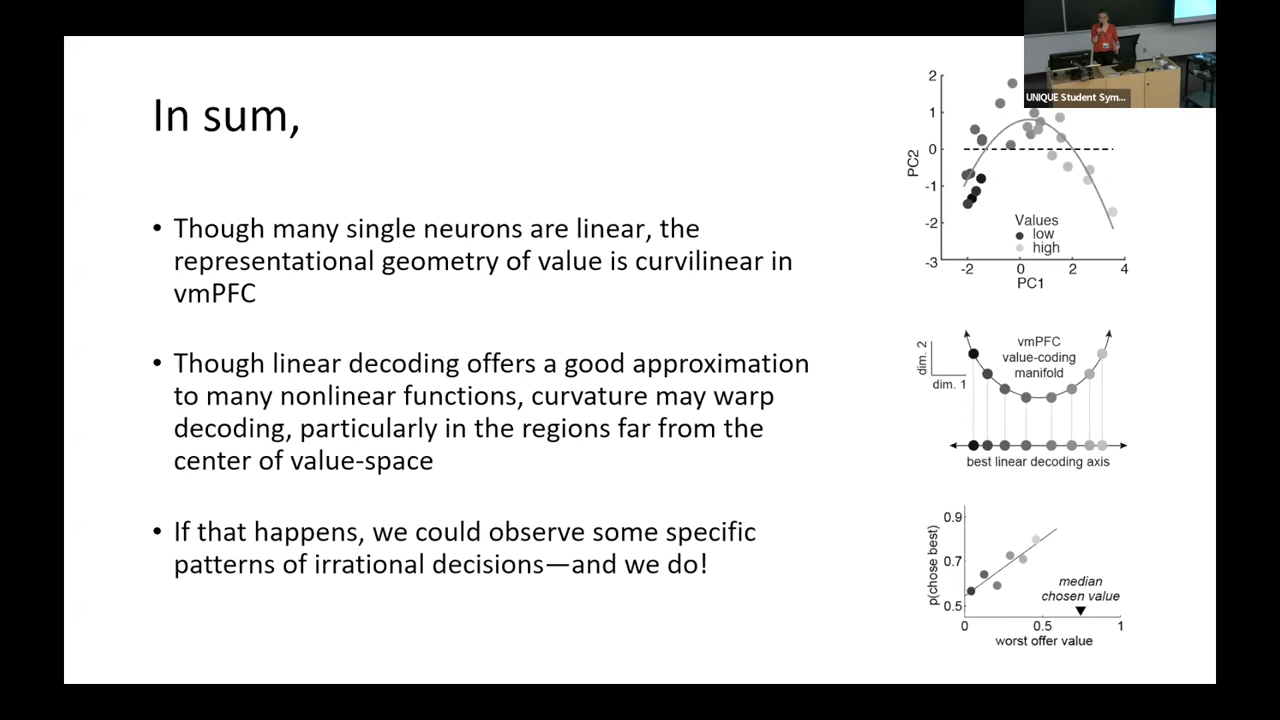 In sum,
• Though many single neurons are linear, the
representational geometry of value is curvilinear in
vmPFC
• Though linear decoding offers a good approximation
to many nonlinear functions, curvature may warp
decoding, particularly in the regions far from the
center of value-space
• If that happens, we could observe some specific
patterns of irrational decisions—and we do!
UNIQUE Student Sym...
2
1
0
-1
-2
-3
PC2
Values
low
high
-2 0 2 4
PC1
dim. 2
dim. 1
vmPFC
value-coding
manifold
best linear decoding axis
0.9
0.7
0.5
p(chose best)
median
chosen value
0 0.5 1
worst offer value